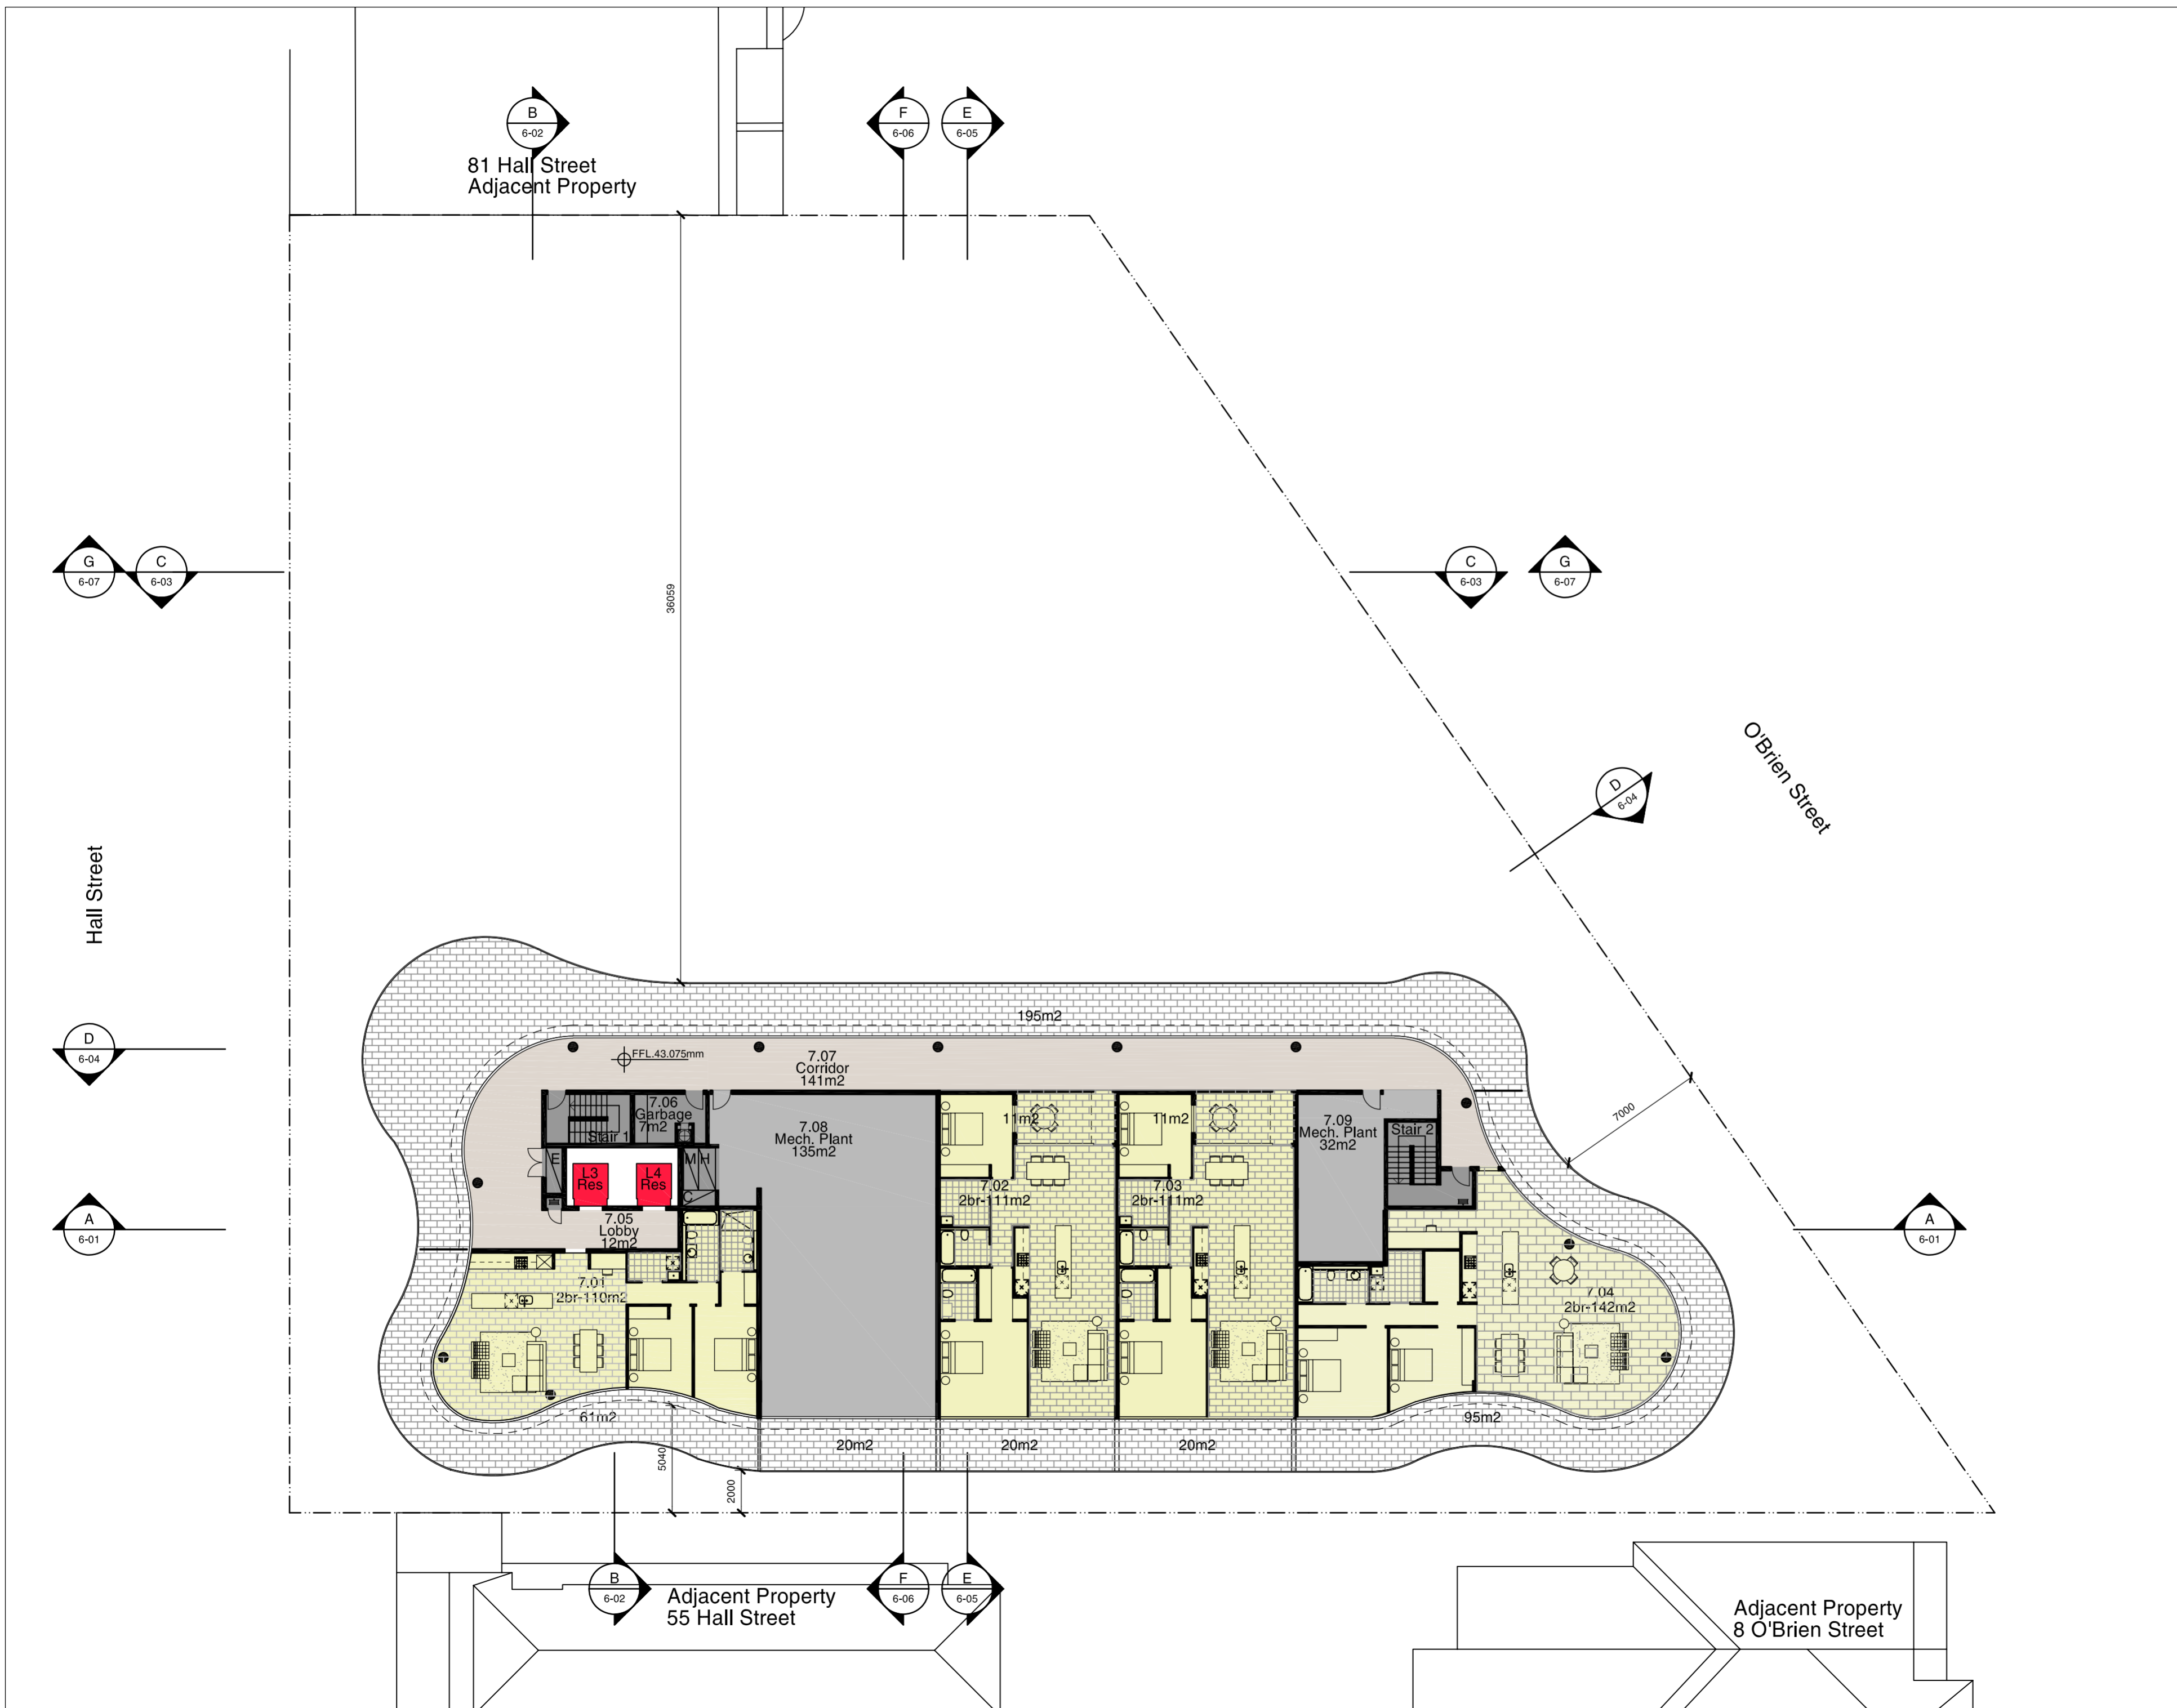 B
6-02
F
6-06
E
6-05
81 Hall Street
Adjacent Property
G
6-07
C
6-03
C
6-03
G
6-07
36059
O'Brien Street
D
6-04
Hall Street
195m2
D
6-04
FFL.43.075mm
7.07
Corridor
141m2
7000
7.06
Garbage
7m2
Stair 1
7.08
Mech. Plant
135m2
11m2
11m2
7.09
Mech. Plant
32m2
Stair 2
E
L3
Res
L4
Res
M H
C
7.02
2br-111m2
7.03
2br-111m2
A
6-01
7.05
Lobby
12m2
A
6-01
7.01
2br-110m2
7.04
2br-142m2
61m2
95m2
20m2
20m2
20m2
5040
2000
B
6-02
Adjacent Property
55 Hall Street
F
6-06
E
6-05
Adjacent Property
8 O'Brien Street